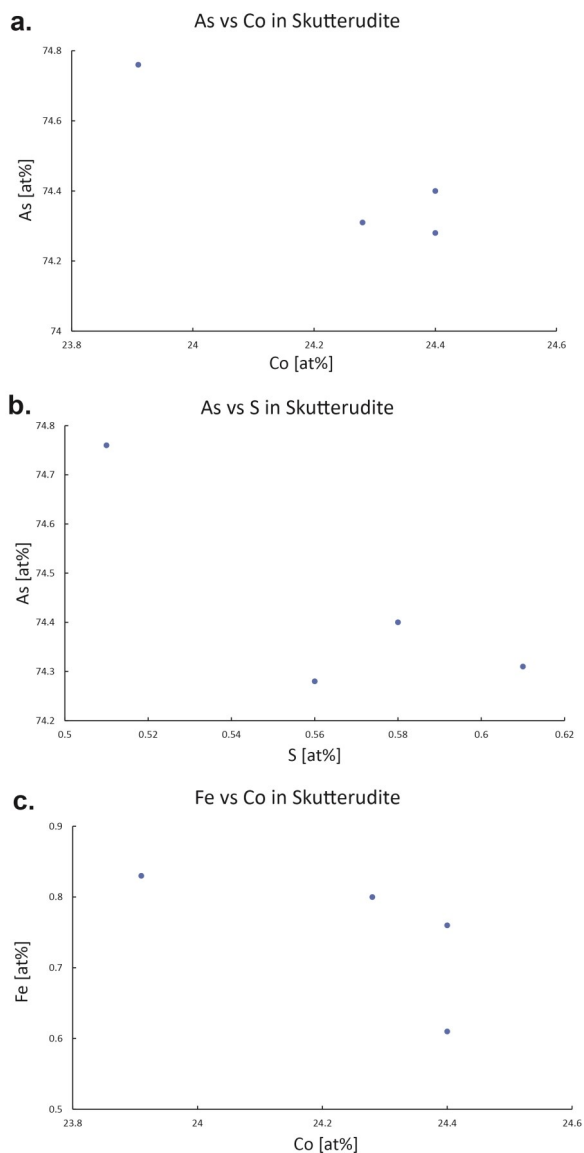 a.
As vs Co in Skutterudite
74.8
74.6
74.4
74.2
74
As [at%]
23.8 24 24.2 24.4 24.6
Co [at%]
b.
As vs S in Skutterudite
74.8
74.7
74.6
74.5
74.4
74.3
74.2
As [at%]
0.5 0.52 0.54 0.56 0.58 0.6 0.62
S [at%]
c.
Fe vs Co in Skutterudite
0.9
0.8
0.7
0.6
0.5
Fe [at%]
23.8 24 24.2 24.4 24.6
Co [at%]